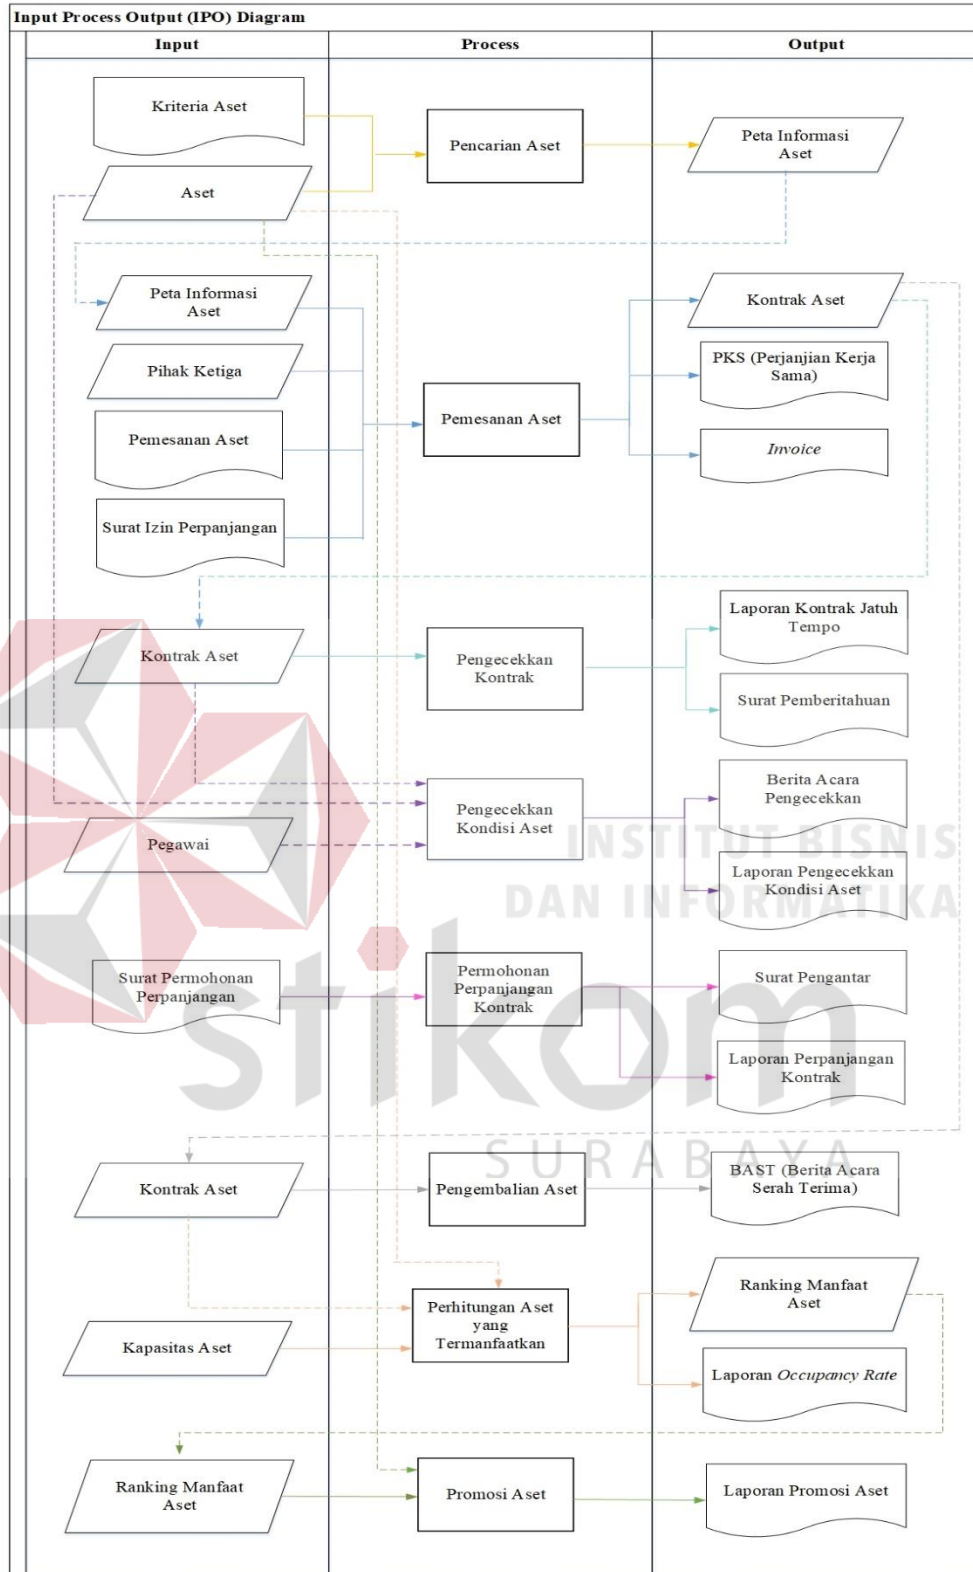 Input Process Output (IPO) Diagram
Input
Process
Output
Kriteria Aset
Pencarian Aset
Peta Informasi
Aset
Aset
Peta Informasi
Aset
Kontrak Aset
Pihak Ketiga
PKS (Perjanjian Kerja
Sama)
Pemesanan Aset
Pemesanan Aset
Invoice
Surat Izin Perpanjangan
Kontrak Aset
Pengecekkan
Kontrak
Laporan Kontrak Jatuh
Tempo
Surat Pemberitahuan
Pengecekkan
Kondisi Aset
Berita Acara
Pengecekkan
Pegawai
Laporan Pengecekkan
Kondisi Aset
INSTITUT BISNIS
DAN INFORMATIKA
Surat Permohonan
Perpanjangan
Permohonan
Perpanjangan
Kontrak
Surat Pengantar
Laporan Perpanjangan
Kontrak
stikom
SURABAYA
Kontrak Aset
Pengembalian Aset
BAST (Berita Acara
Serah Terima)
Kapasitas Aset
Perhitungan Aset
yang
Termanfaatkan
Ranking Manfaat
Aset
Laporan Occupancy Rate
Ranking Manfaat
Aset
Promosi Aset
Laporan Promosi Aset